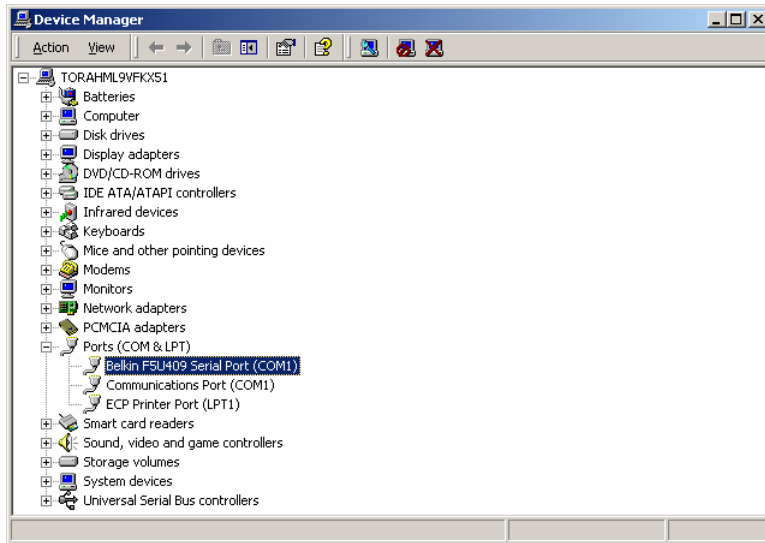 Device Manager
Action View
TORAHML9VFKX51
Batteries
Computer
Disk drives
Display adapters
DVD/CD-ROM drives
IDE ATA/ATAPI controllers
Infrared devices
Keyboards
Mice and other pointing devices
Modems
Monitors
Network adapters
PCMCIA adapters
Ports (COM & LPT)
Belkin F5U409 Serial Port (COM1)
Communications Port (COM1)
ECP Printer Port (LPT1)
Smart card readers
Sound, video and game controllers
Storage volumes
System devices
Universal Serial Bus controllers